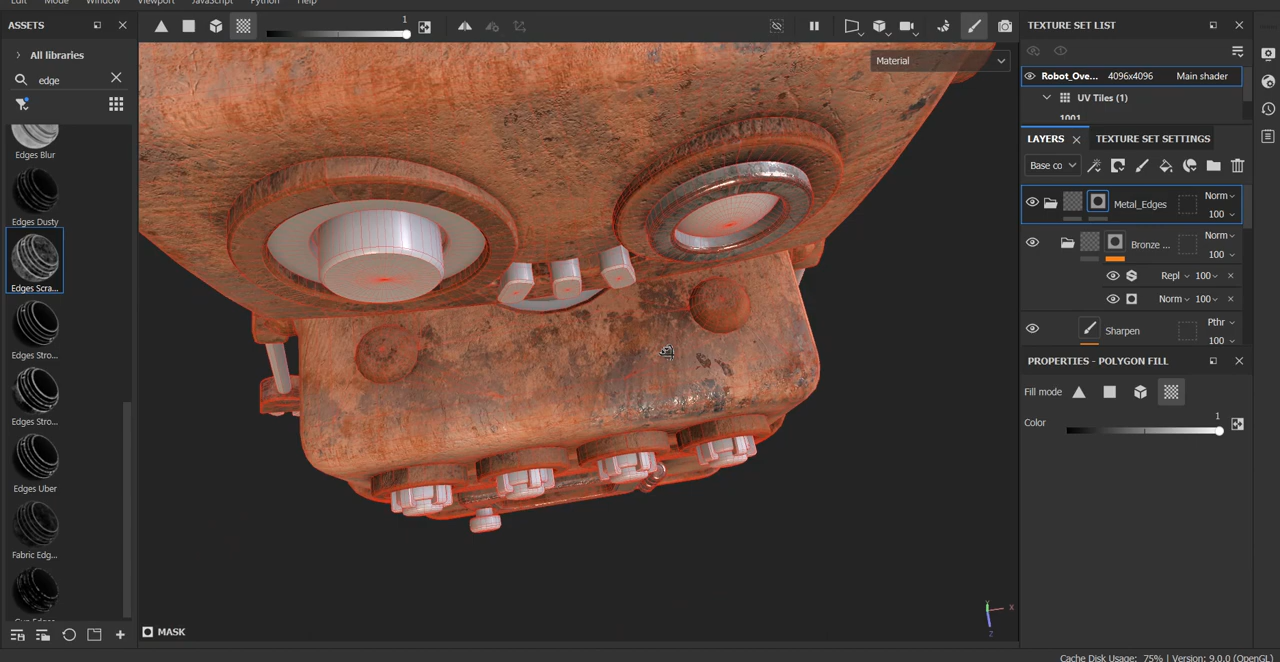 Edit Mode Window Viewport JavaScript Python Help
ASSETS
All libraries
edge
Edges Blur
Edges Dusty
Edges Scra...
Edges Stro...
Edges Stro...
Edges Uber
Fabric Edg...
1
Material
MASK
X
Z
TEXTURE SET LIST
Robot_Ove... 4096x4096 Main shader
UV Tiles (1)
1001
LAYERS TEXTURE SET SETTINGS
Base co
Metal_Edges Norm
100
Bronze ... Norm
100
Repl 100
Norm 100
Sharpen Pthr
100
PROPERTIES - POLYGON FILL
Fill mode
Color 1
Cache Disk Usage: 75% | Version: 9.0.0 (OpenGL)